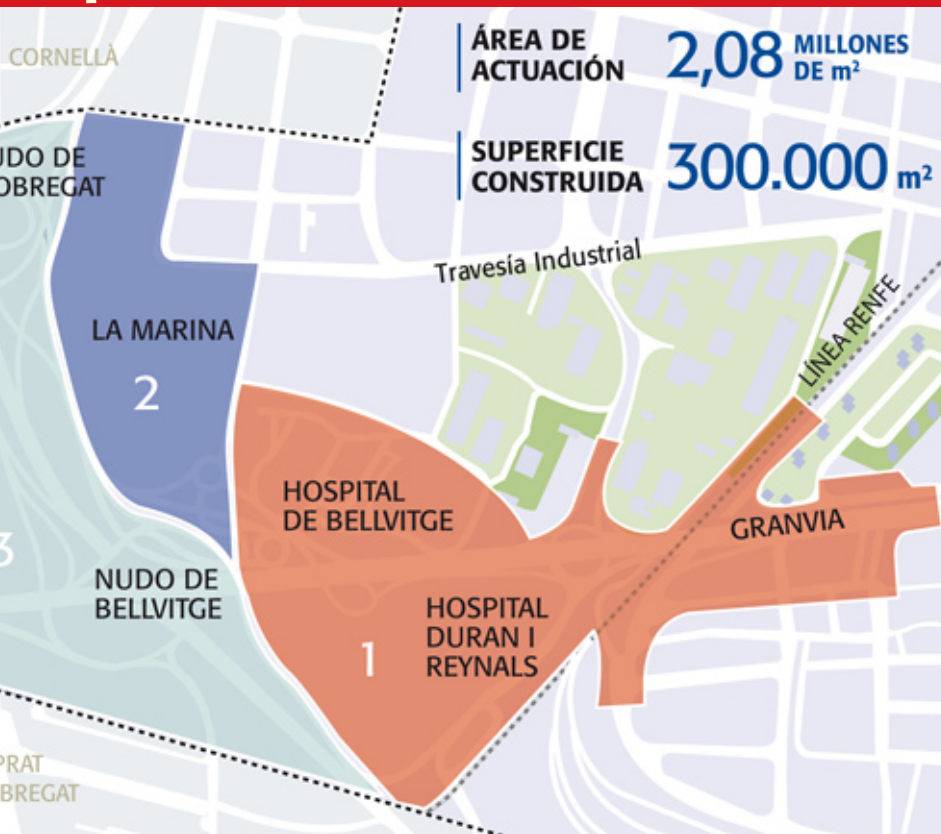 CORNELLÀ
ÁREA DE
ACTUACIÓN
2,08 MILLONES
DE m²
SUPERFICIE
CONSTRUIDA
300.000 m²
UDO DE
OBREGAT
Travesía Industrial
LÍNEA RENFE
LA MARINA
2
HOSPITAL
DE BELLVITGE
GRANVIA
3
NUDO DE
BELLVITGE
HOSPITAL
DURAN I
REYNALS
1
PRAT
BREGAT